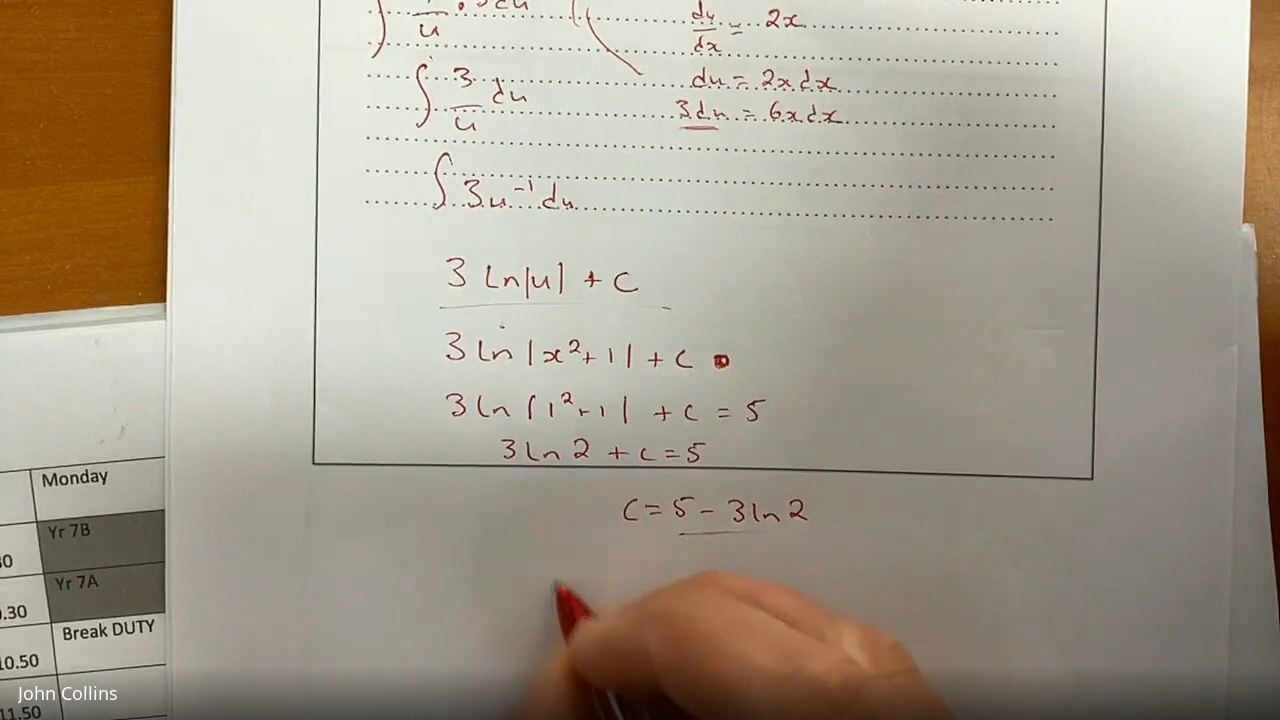 du/dx = 2x
du = 2x dx
∫ 3/u du
3du = 6x dx
∫ 3u⁻¹ du
3 ln|u| + C
3 ln |x²+1| + C
3 ln |1²+1| + C = 5
3 ln 2 + C = 5
C = 5 - 3 ln 2
Monday
Yr 7B
Yr 7A
.30
Break DUTY
10.50
11.50
John Collins